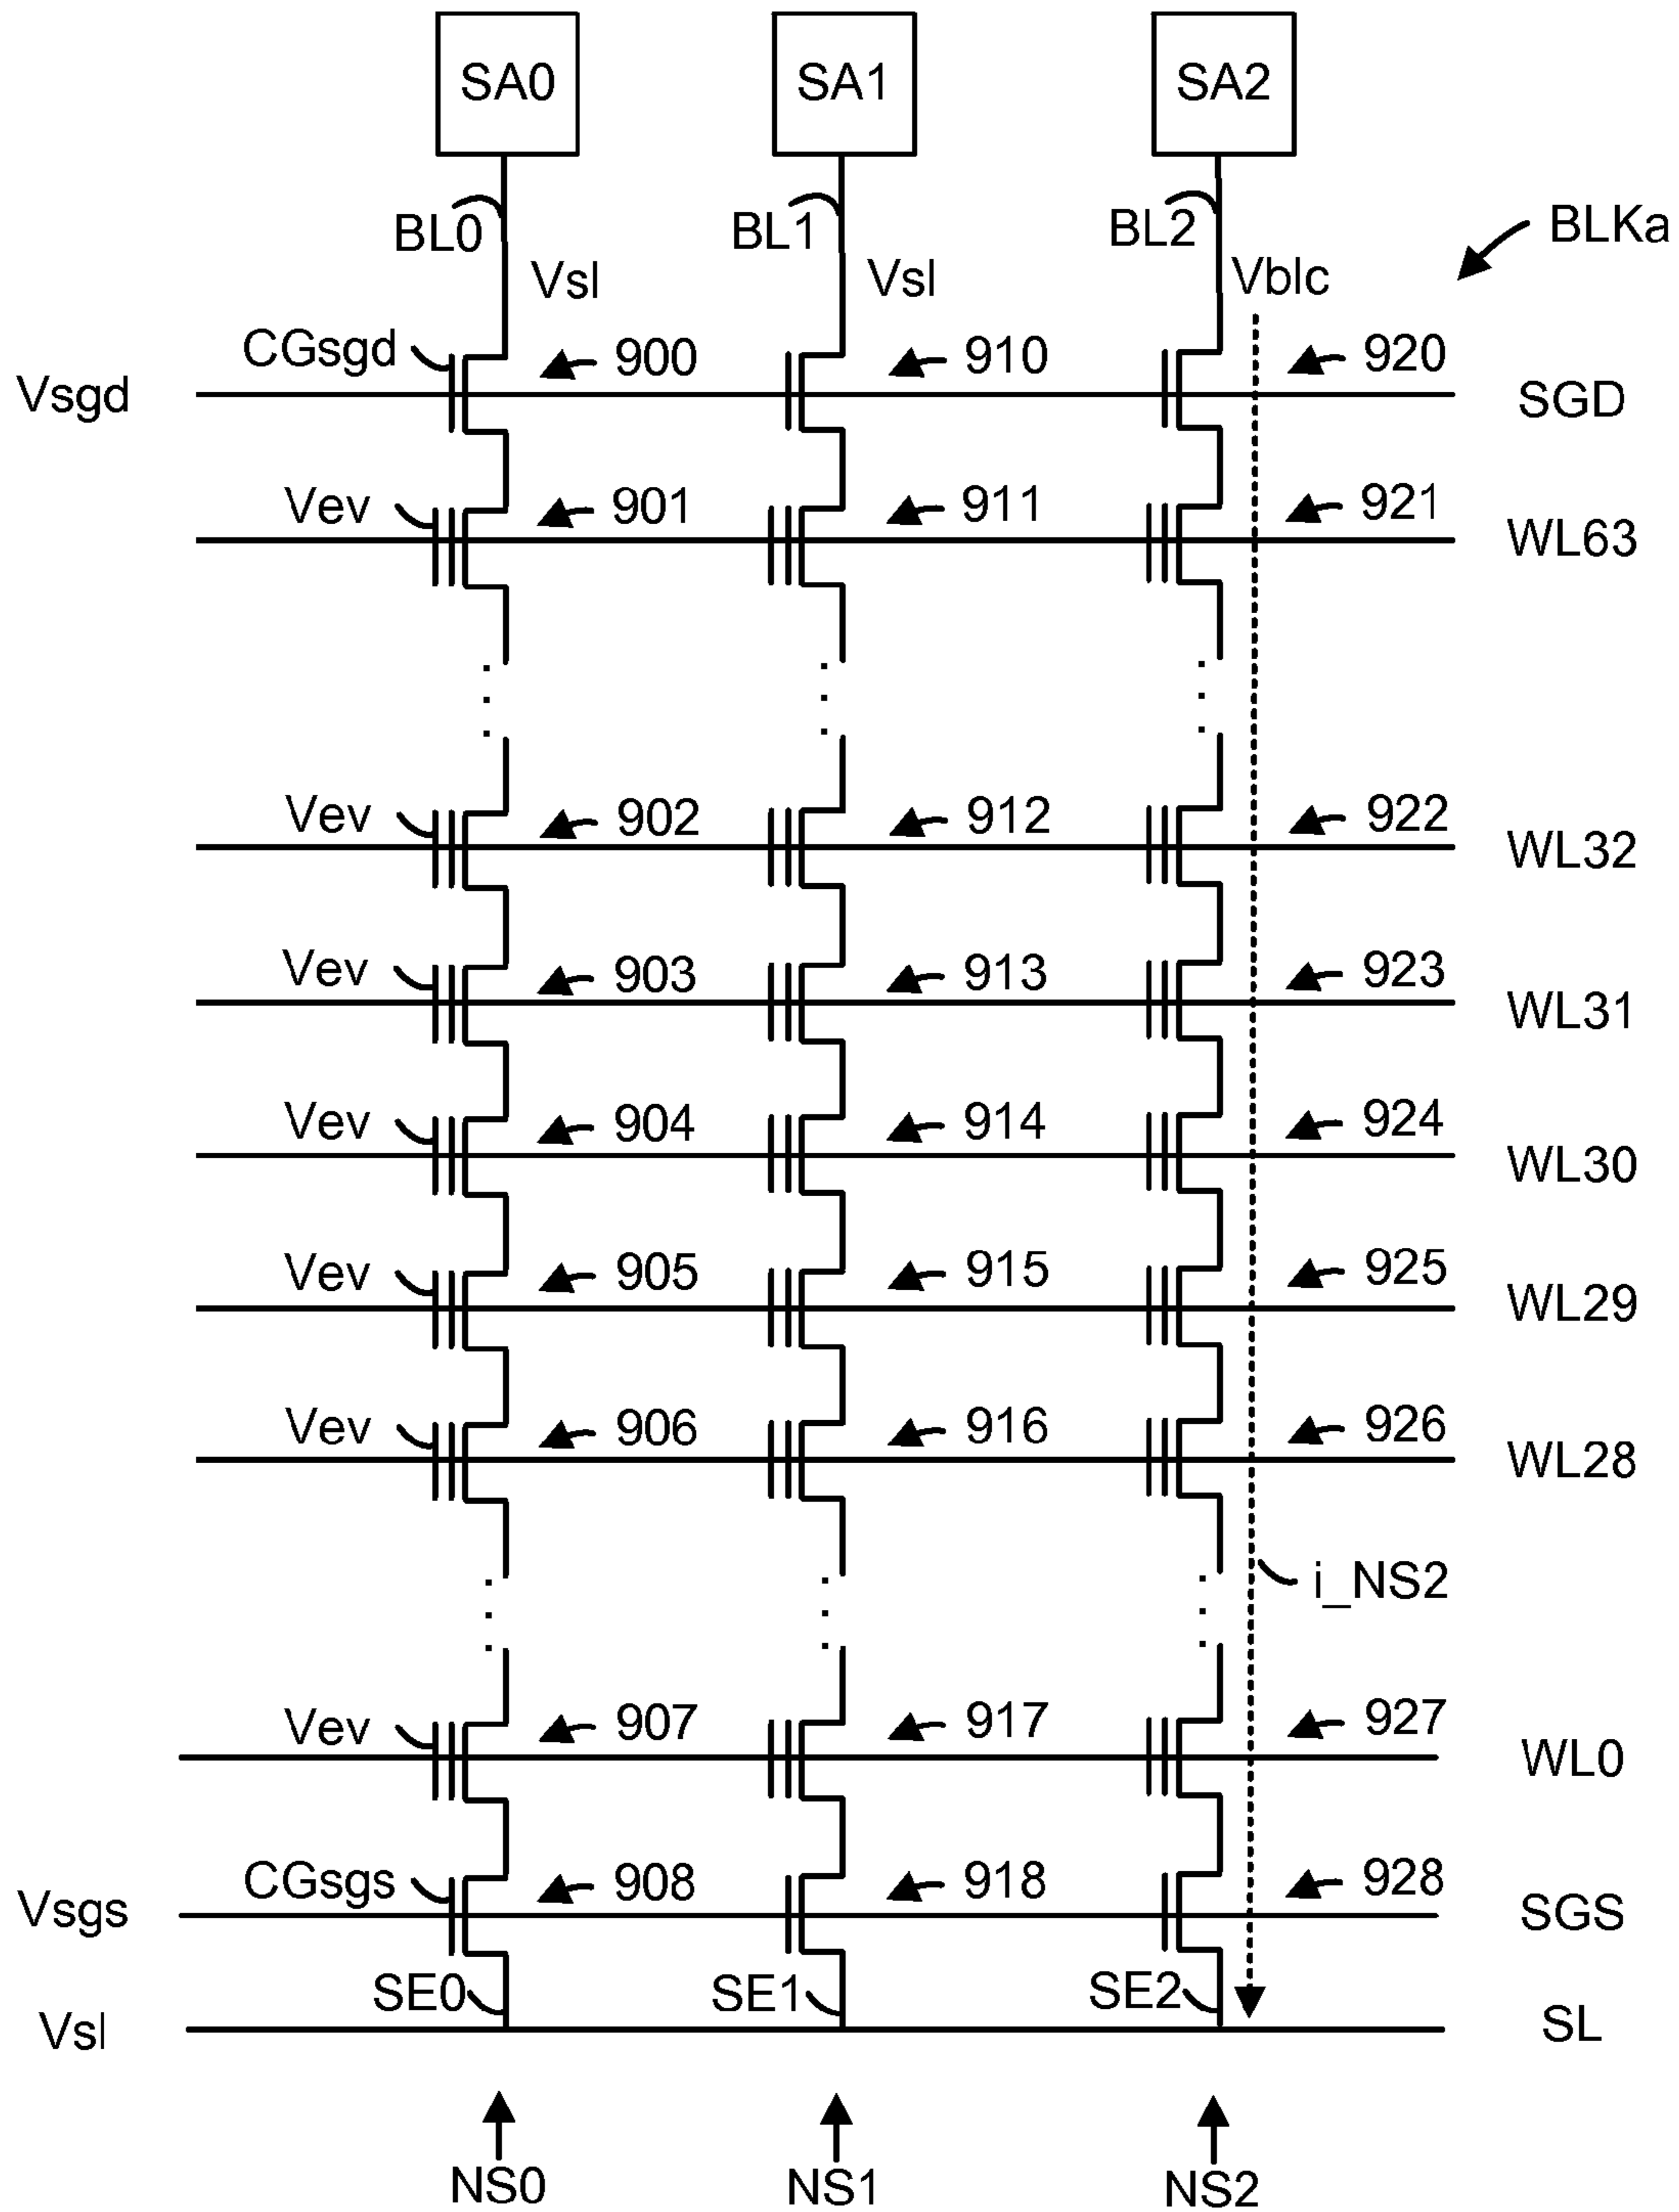 SA0 SA1 SA2
BL0 BL1 BL2 BLKa
Vsl Vsl Vblc
CGsgd 900 910 920
Vsgd SGD
Vev 901 911 921
WL63
Vev 902 912 922
WL32
Vev 903 913 923
WL31
Vev 904 914 924
WL30
Vev 905 915 925
WL29
Vev 906 916 926
WL28
i_NS2
Vev 907 917 927
WL0
CGsgs 908 918 928
Vsgs SGS
SE0 SE1 SE2
Vsl SL
NS0 NS1 NS2